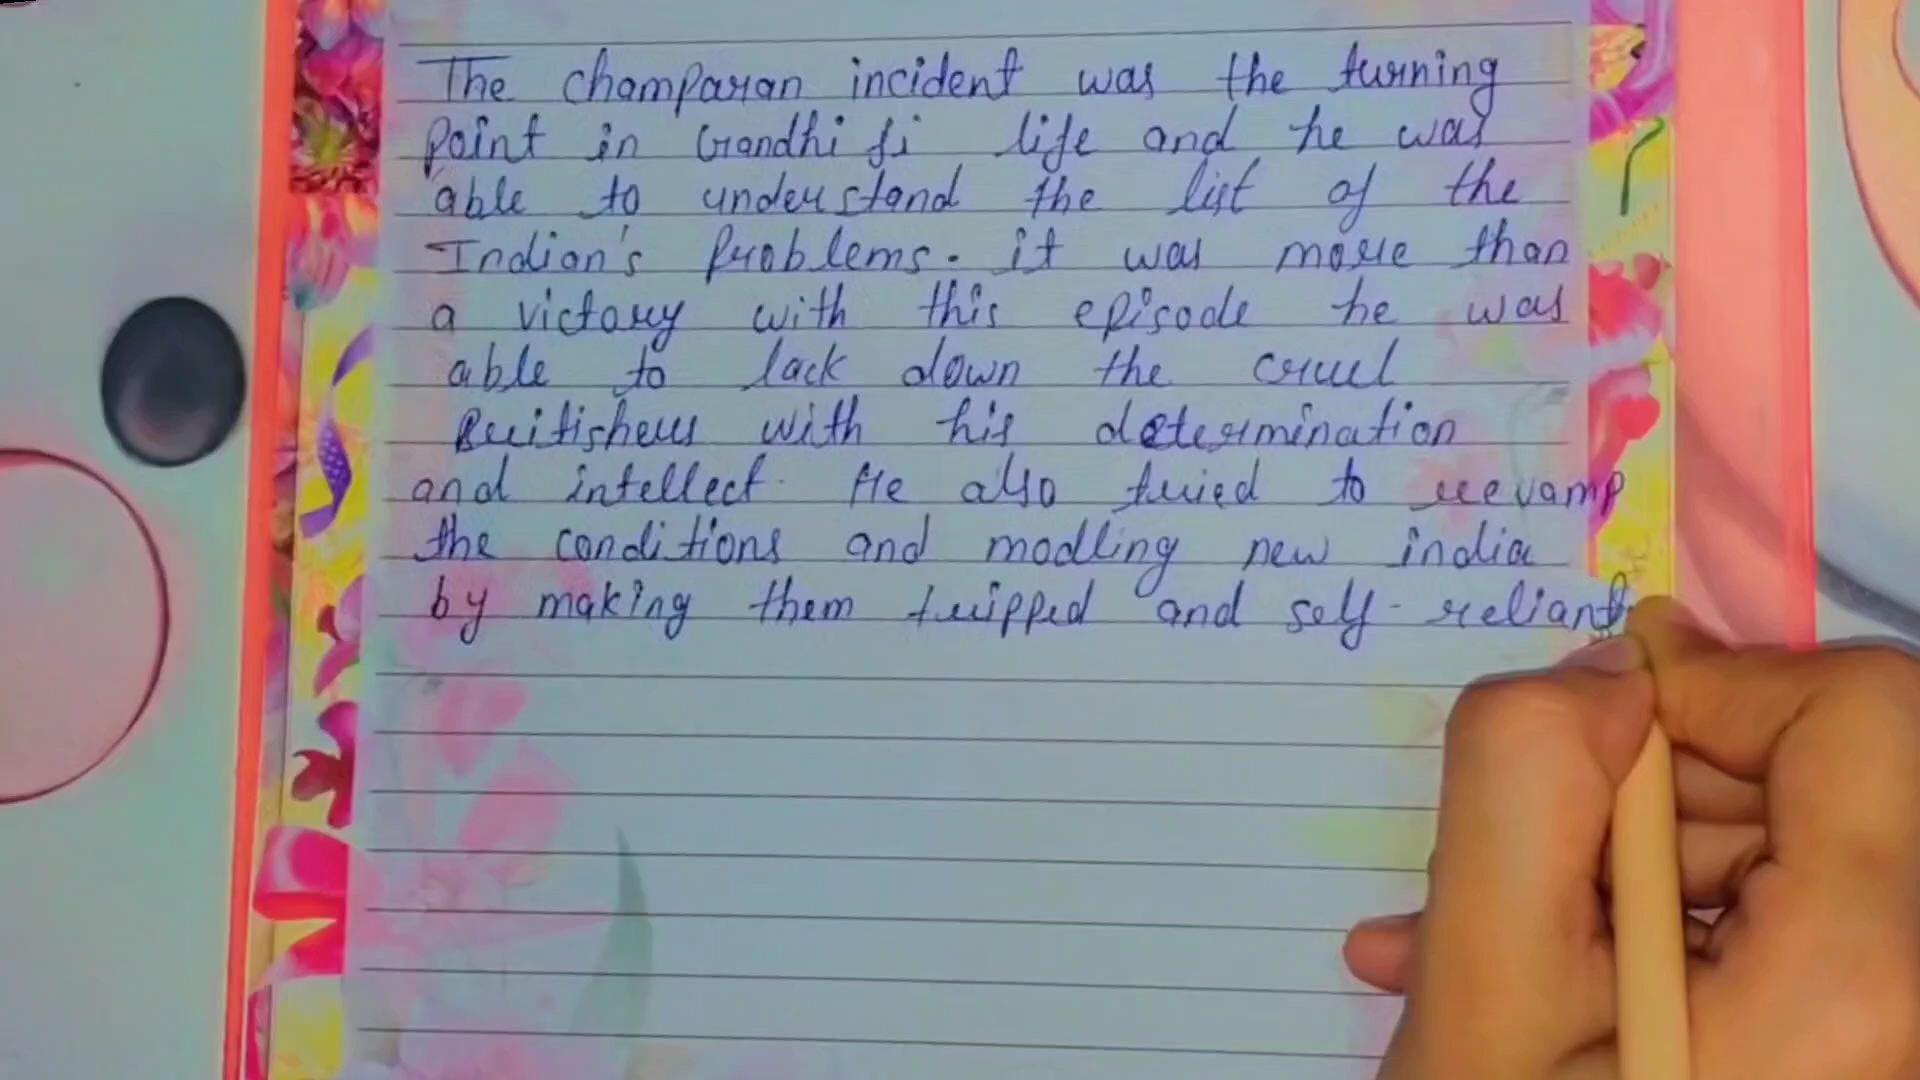 The champaran incident was the turning
point in Gandhi ji life and he was
able to understand the list of the
Indian's problems. it was more than
a victory with this episode he was
able to lack down the cruel
Britishers with his determination
and intellect. He also tried to revamp
the conditions and modling new india
by making them tripped and self-reliant